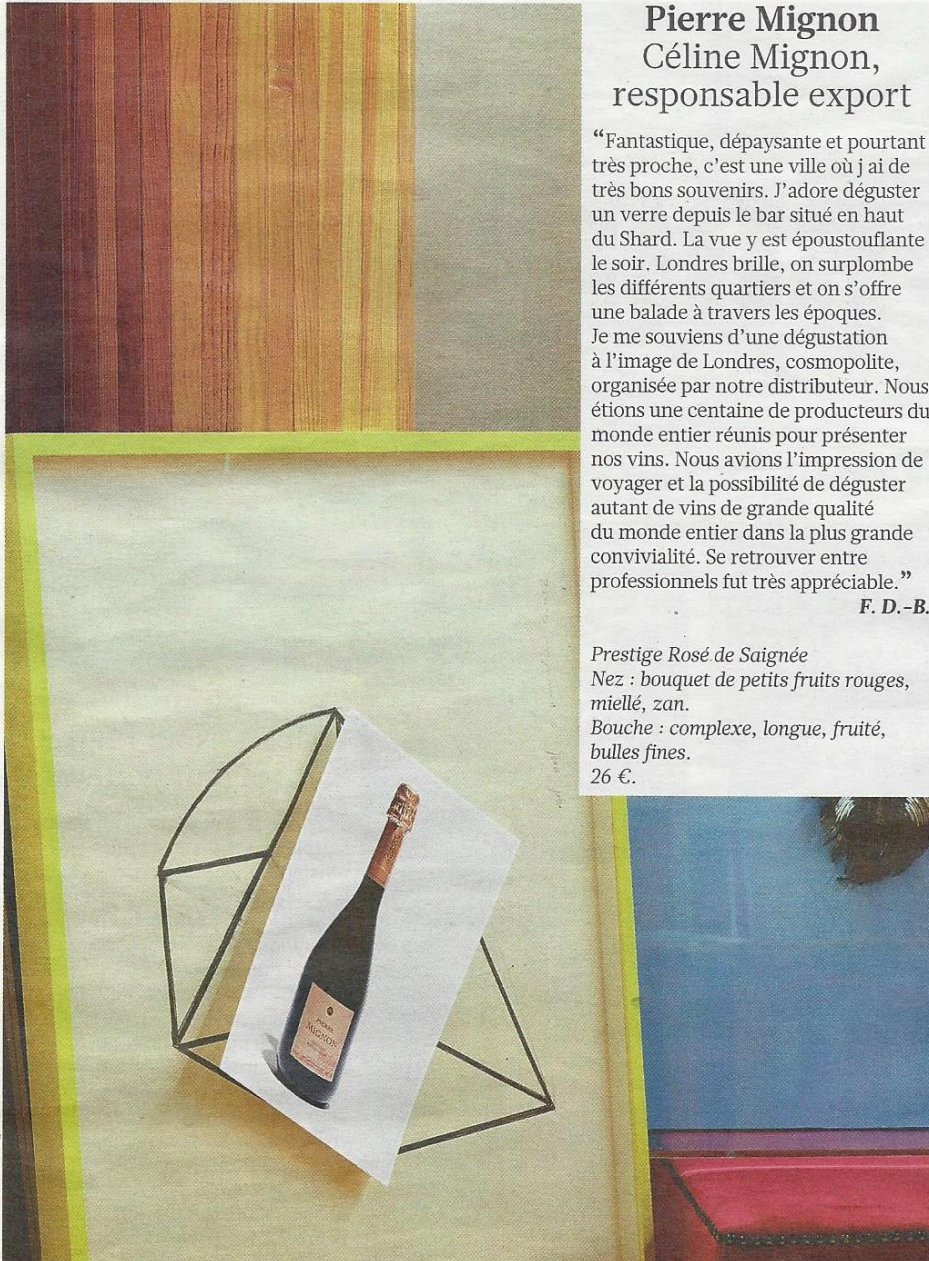 Pierre Mignon
Céline Mignon,
responsable export
“Fantastique, dépaysante et pourtant
très proche, c’est une ville où j ai de
très bons souvenirs. J’adore déguster
un verre depuis le bar situé en haut
du Shard. La vue y est époustouflante
le soir. Londres brille, on surplombe
les différents quartiers et on s’offre
une balade à travers les époques.
Je me souviens d’une dégustation
à l’image de Londres, cosmopolite,
organisée par notre distributeur. Nous
étions une centaine de producteurs du
monde entier réunis pour présenter
nos vins. Nous avions l’impression de
voyager et la possibilité de déguster
autant de vins de grande qualité
du monde entier dans la plus grande
convivialité. Se retrouver entre
professionnels fut très appréciable.”
F. D.-B.
Prestige Rosé de Saignée
Nez : bouquet de petits fruits rouges,
miellé, zan.
Bouche : complexe, longue, fruité,
bulles fines.
26 €.
PIERRE
MIGNON